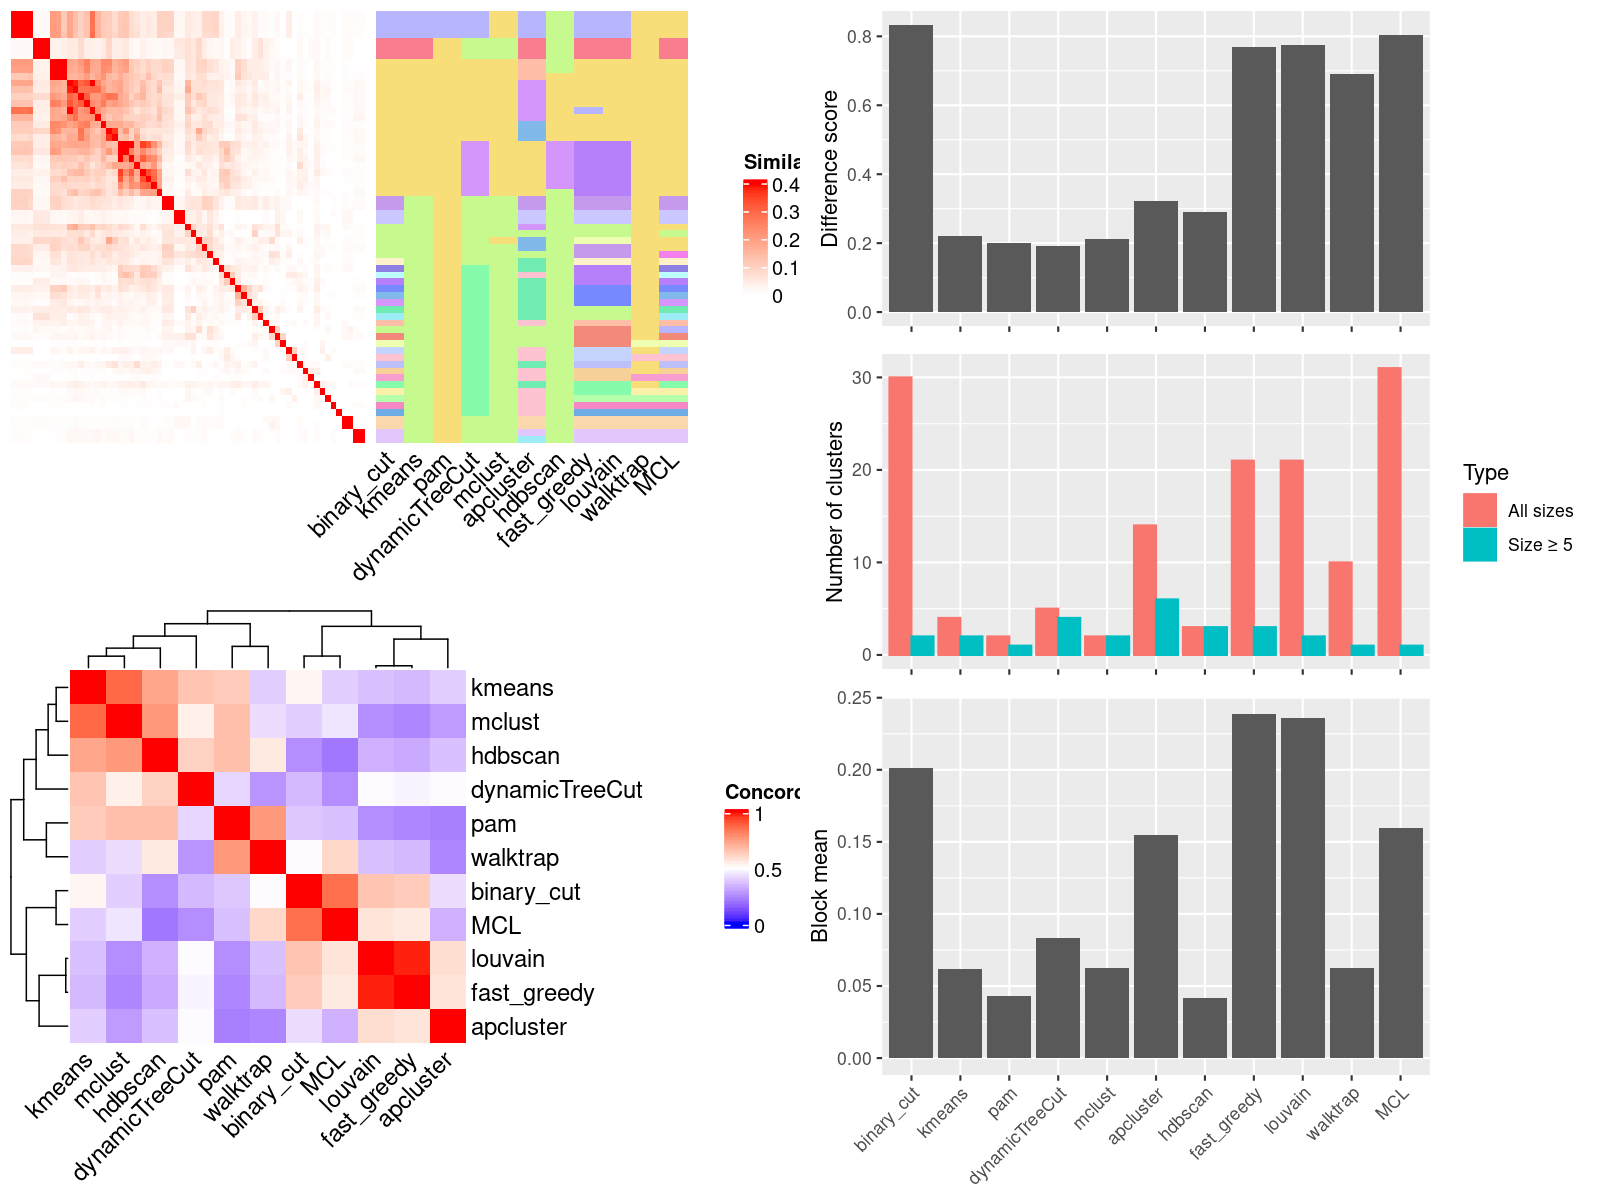 Simila
0.4
0.3
0.2
0.1
0
binary_cut
kmeans
pam
dynamicTreeCut
mclust
apcluster
hdbscan
fast_greedy
louvain
walktrap
MCL
kmeans
mclust
hdbscan
dynamicTreeCut
pam
walktrap
binary_cut
MCL
louvain
fast_greedy
apcluster
Concord
1
0.5
0
kmeans
mclust
hdbscan
dynamicTreeCut
pam
walktrap
binary_cut
MCL
louvain
fast_greedy
apcluster
Difference score
0.8
0.6
0.4
0.2
0.0
Number of clusters
30
20
10
0
Type
All sizes
Size ≥ 5
Block mean
0.25
0.20
0.15
0.10
0.05
0.00
binary_cut
kmeans
pam
dynamicTreeCut
mclust
apcluster
hdbscan
fast_greedy
louvain
walktrap
MCL